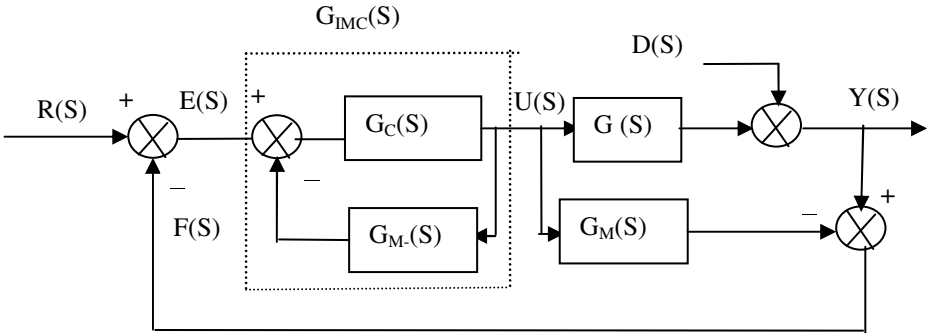 G_IMC(S)
D(S)
R(S) + E(S) + U(S) Y(S)
G_C(S) G (S)
– – – +
F(S) G_M-(S) G_M(S)